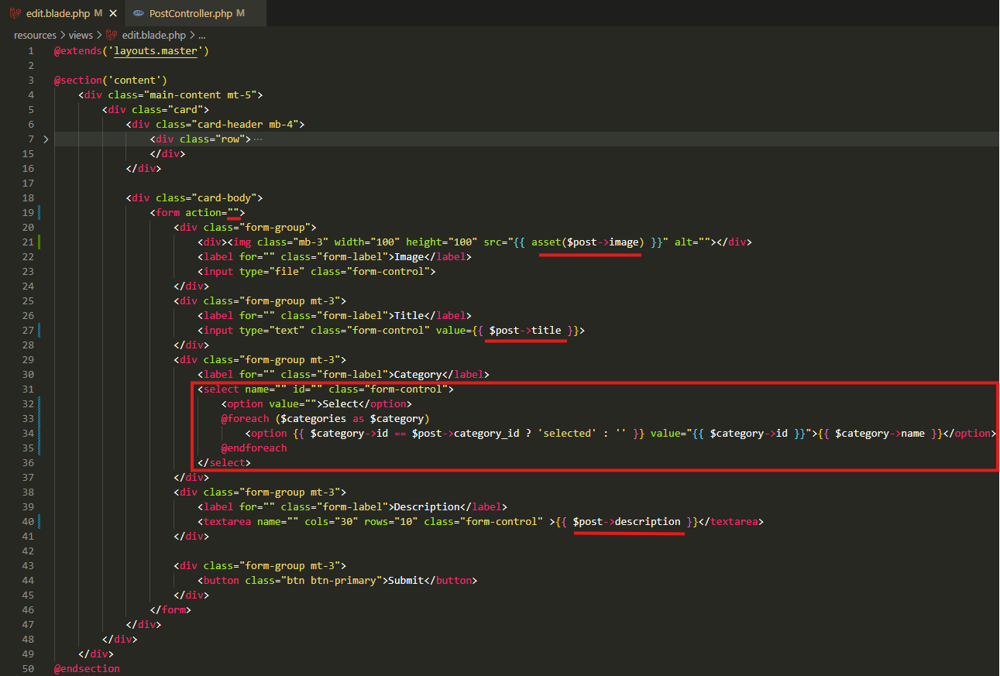 edit.blade.php M ×
PostController.php M
resources > views > edit.blade.php > ...
1 @extends('layouts.master')
2
3 @section('content')
4 <div class="main-content mt-5">
5 <div class="card">
6 <div class="card-header mb-4">
7 <div class="row">···
15 </div>
16 </div>
17
18 <div class="card-body">
19 <form action="">
20 <div class="form-group">
21 <div><img class="mb-3" width="100" height="100" src="{{ asset($post->image) }}" alt=""></div>
22 <label for="" class="form-label">Image</label>
23 <input type="file" class="form-control">
24 </div>
25 <div class="form-group mt-3">
26 <label for="" class="form-label">Title</label>
27 <input type="text" class="form-control" value={{ $post->title }}>
28 </div>
29 <div class="form-group mt-3">
30 <label for="" class="form-label">Category</label>
31 <select name="" id="" class="form-control">
32 <option value="">Select</option>
33 @foreach ($categories as $category)
34 <option {{ $category->id == $post->category_id ? 'selected' : '' }} value="{{ $category->id }}">{{ $category->name }}</option>
35 @endforeach
36 </select>
37 </div>
38 <div class="form-group mt-3">
39 <label for="" class="form-label">Description</label>
40 <textarea name="" cols="30" rows="10" class="form-control" >{{ $post->description }}</textarea>
41 </div>
42
43 <div class="form-group mt-3">
44 <button class="btn btn-primary">Submit</button>
45 </div>
46 </form>
47 </div>
48 </div>
49 </div>
50 @endsection